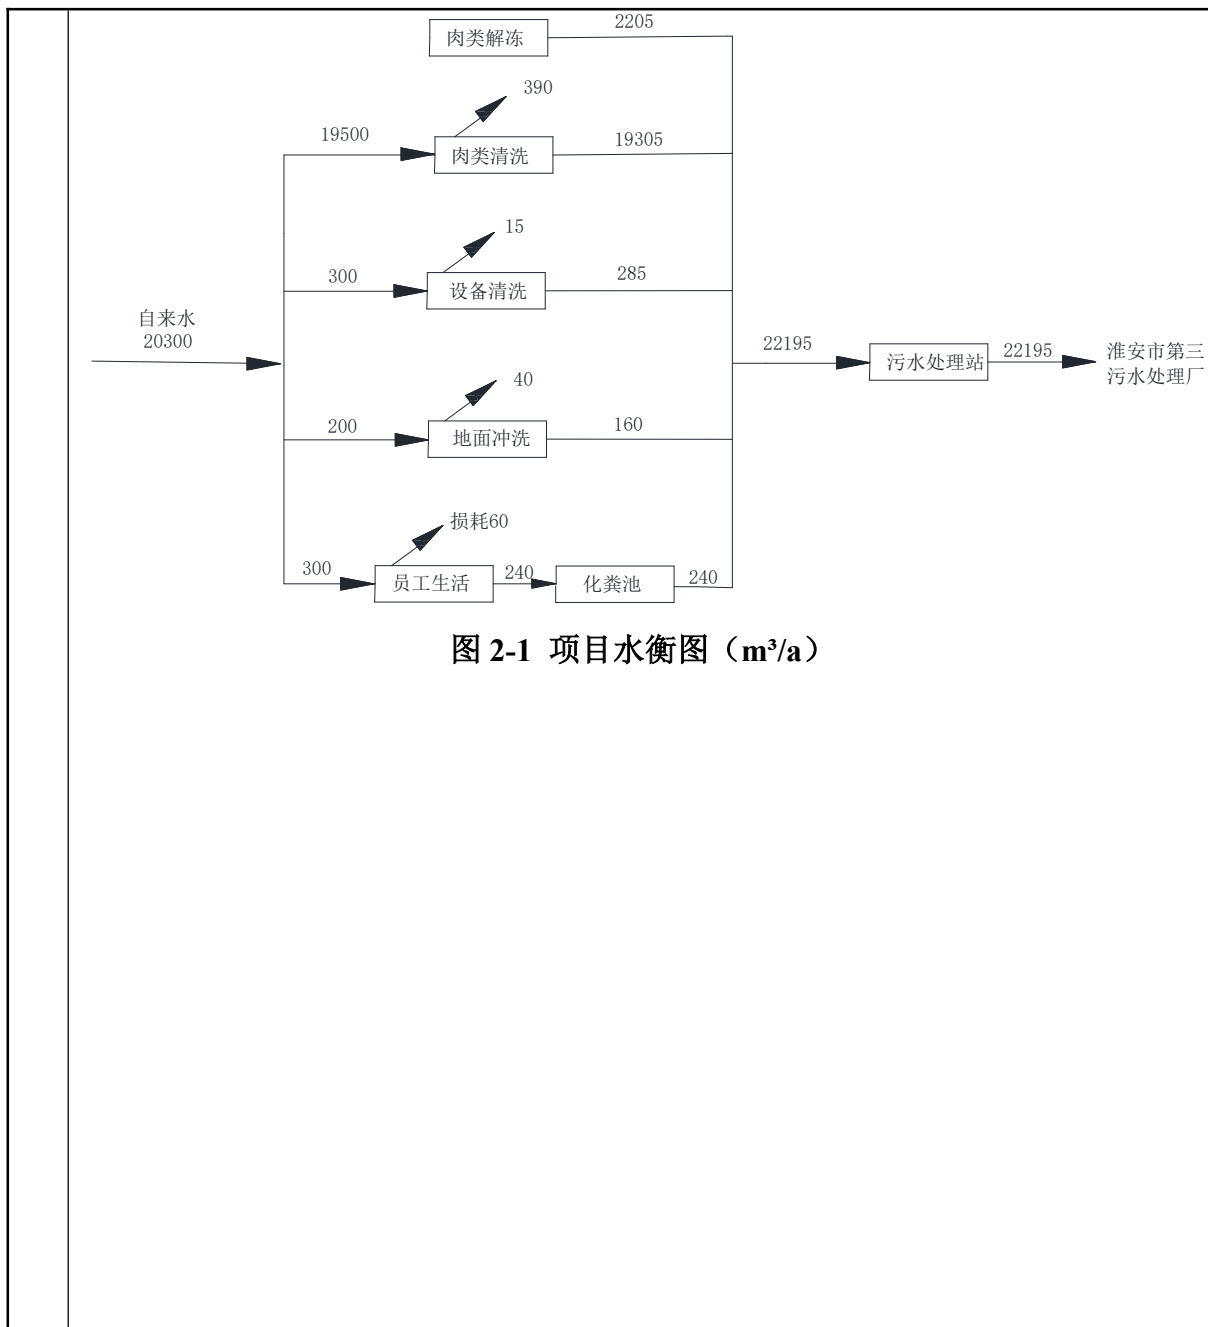 2205
肉类解冻
390
19500
肉类清洗
19305
15
300
设备清洗
285
自来水
20300
22195
污水处理站
22195
淮安市第三
污水处理厂
40
200
地面冲洗
160
损耗60
300
员工生活
240
化粪池
240
图 2-1 项目水衡图（m³/a）